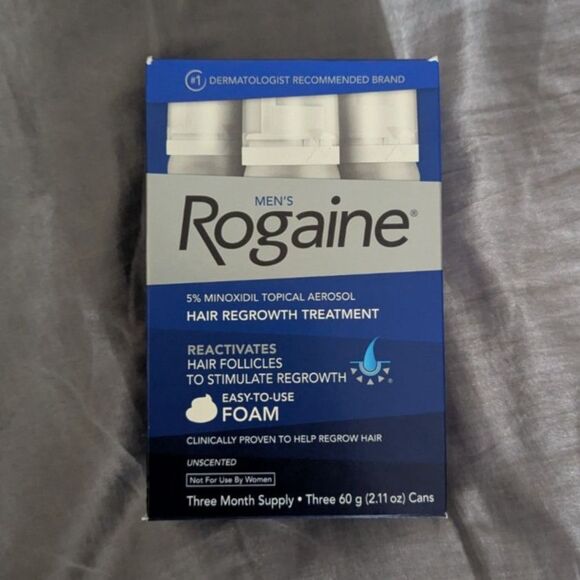 #1 DERMATOLOGIST RECOMMENDED BRAND
MEN'S
Rogaine®
5% MINOXIDIL TOPICAL AEROSOL
HAIR REGROWTH TREATMENT
REACTIVATES
HAIR FOLLICLES
TO STIMULATE REGROWTH
®
EASY-TO-USE
FOAM
CLINICALLY PROVEN TO HELP REGROW HAIR
UNSCENTED
Not For Use By Women
Three Month Supply • Three 60 g (2.11 oz) Cans